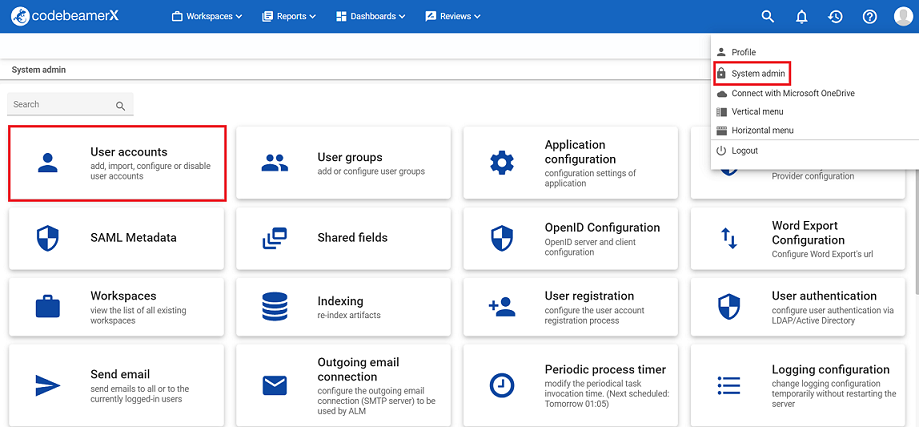 codebeamerX
Workspaces
Reports
Dashboards
Reviews
Profile
System admin
Connect with Microsoft OneDrive
Vertical menu
Horizontal menu
Logout
System admin
Search
User accounts
add, import, configure or disable
user accounts
User groups
add or configure user groups
Application
configuration
configuration settings of
application
Provider configuration
SAML Metadata
Shared fields
OpenID Configuration
OpenID server and client
configuration
Word Export
Configuration
Configure Word Export's url
Workspaces
view the list of all existing
workspaces
Indexing
re-index artifacts
User registration
configure the user account
registration process
User authentication
configure user authentication via
LDAP/Active Directory
Send email
send emails to all or to the
currently logged-in users
Outgoing email
connection
configure the outgoing email
connection (SMTP server) to be
used by ALM
Periodic process timer
modify the periodical task
invocation time. (Next scheduled:
Tomorrow 01:05)
Logging configuration
change logging configuration
temporarily without restarting the
server